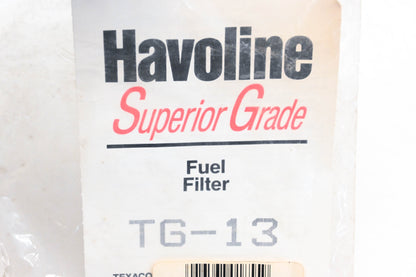 Havoline
Superior Grade
Fuel
Filter
TG-13
TEXACO